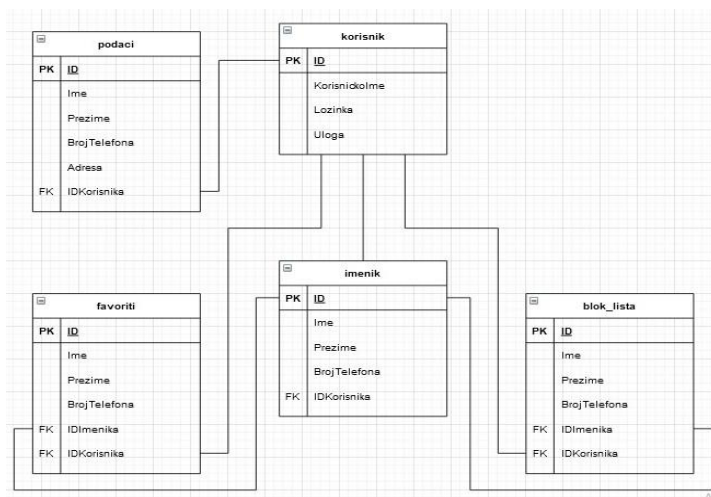 podaci
PK ID
Ime
Prezime
BrojTelefona
Adresa
FK IDKorisnika
korisnik
PK ID
KorisnickoIme
Lozinka
Uloga
favoriti
PK ID
Ime
Prezime
BrojTelefona
FK IDImenika
FK IDKorisnika
imenik
PK ID
Ime
Prezime
BrojTelefona
FK IDKorisnika
blok_lista
PK ID
Ime
Prezime
BrojTelefona
FK IDImenika
FK IDKorisnika